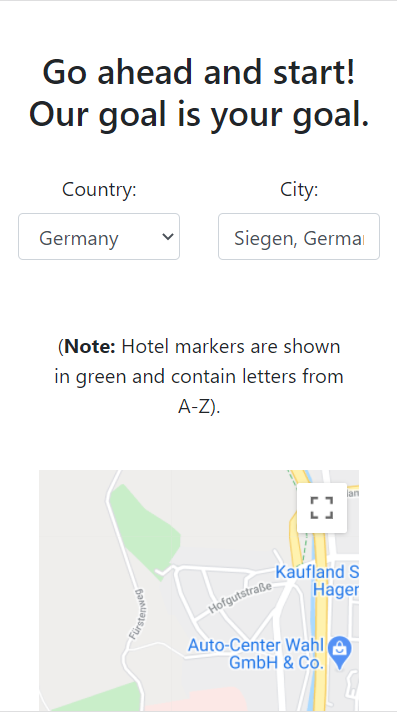 Go ahead and start!
Our goal is your goal.
Country:
City:
Germany
Siegen, Germa
(Note: Hotel markers are shown
in green and contain letters from
A-Z).
Kaufland S
Hager
Hofgutstraße
Fürstenweg
Auto-Center Wahl
GmbH & Co.